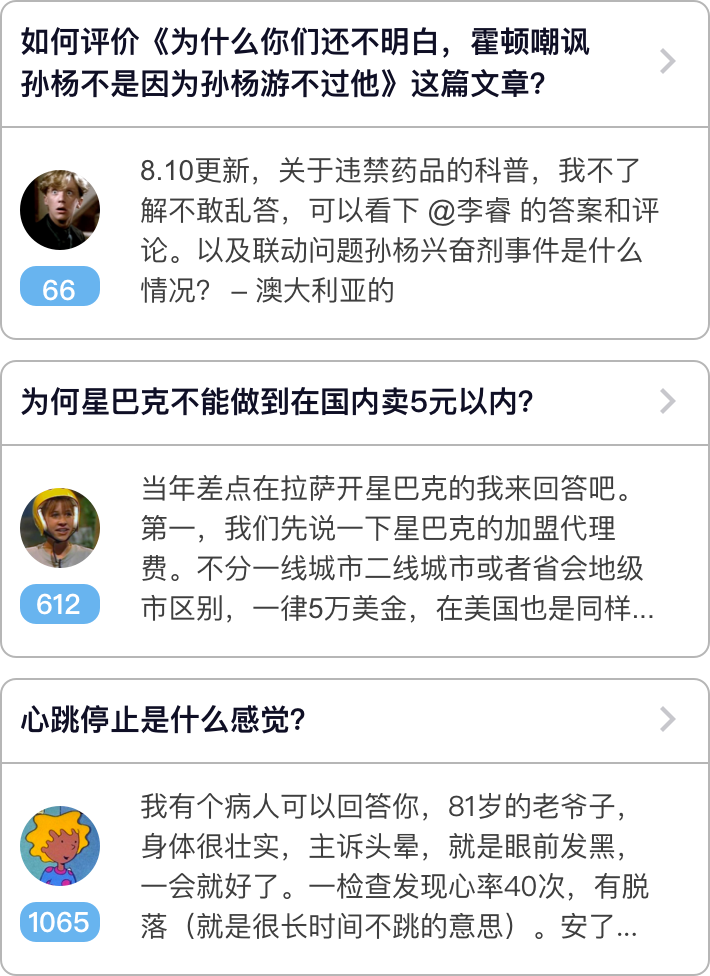 如何评价《为什么你们还不明白，霍顿嘲讽
孙杨不是因为孙杨游不过他》这篇文章？
8.10更新，关于违禁药品的科普，我不了
解不敢乱答，可以看下 @李睿 的答案和评
论。以及联动问题孙杨兴奋剂事件是什么
情况？ – 澳大利亚的
66
为何星巴克不能做到在国内卖5元以内？
当年差点在拉萨开星巴克的我来回答吧。
第一，我们先说一下星巴克的加盟代理
费。不分一线城市二线城市或者省会地级
市区别，一律5万美金，在美国也是同样...
612
心跳停止是什么感觉？
我有个病人可以回答你，81岁的老爷子，
身体很壮实，主诉头晕，就是眼前发黑，
一会就好了。一检查发现心率40次，有脱
落（就是很长时间不跳的意思）。安了...
1065